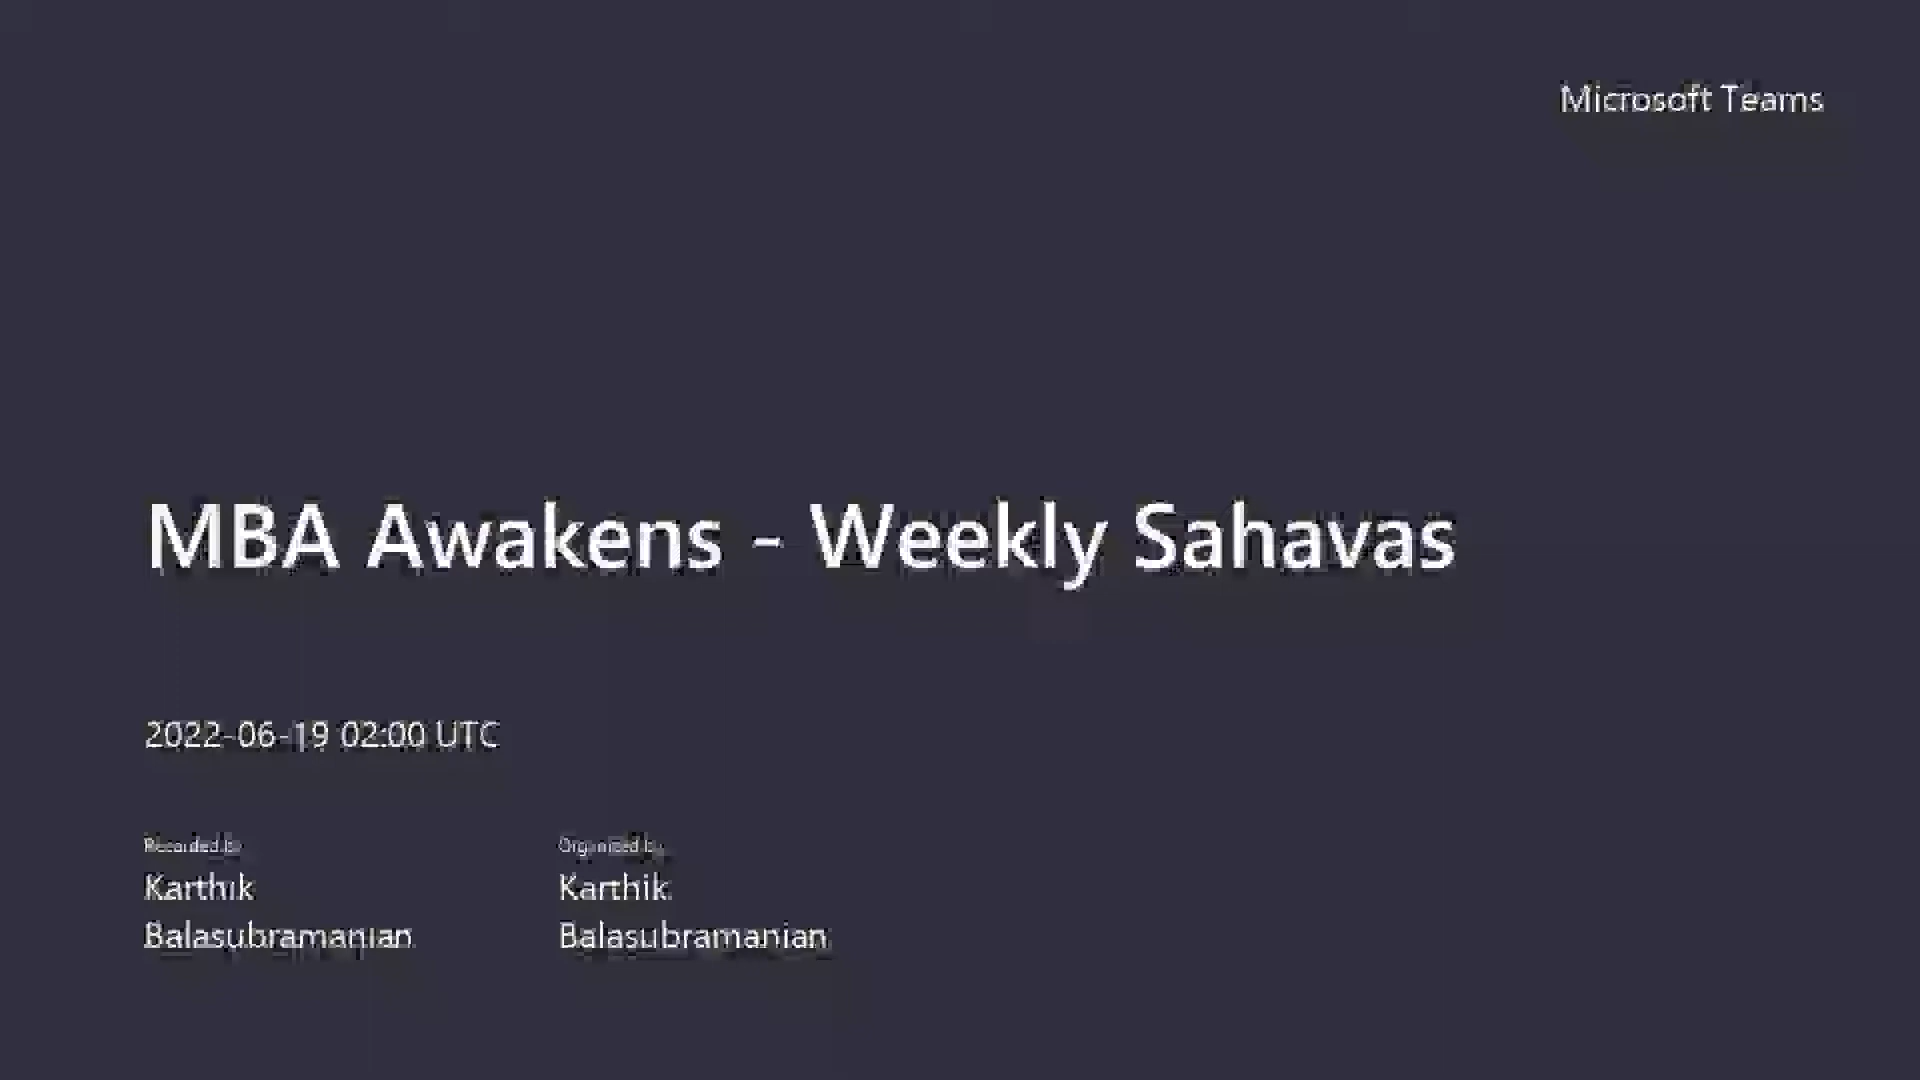 Microsoft Teams
MBA Awakens - Weekly Sahavas
2022-06-19 02:00 UTC
Recorded by
Organized by
Karthik
Karthik
Balasubramanian
Balasubramanian